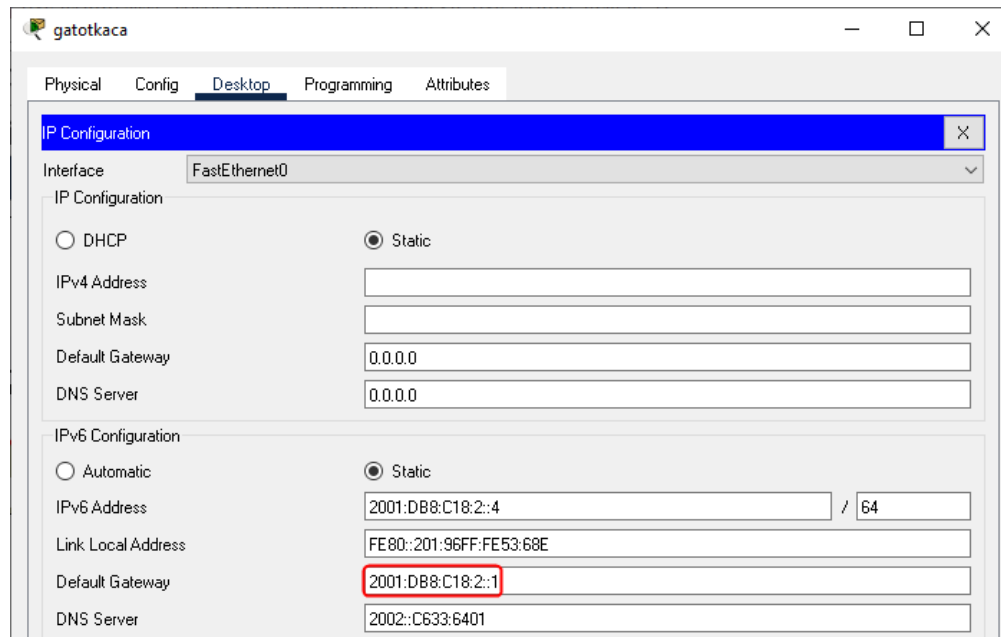 gatotkaca
Physical Config Desktop Programming Attributes
IP Configuration X
Interface FastEthernet0
IP Configuration
DHCP Static
IPv4 Address
Subnet Mask
Default Gateway 0.0.0.0
DNS Server 0.0.0.0
IPv6 Configuration
Automatic Static
IPv6 Address 2001:DB8:C18:2::4 / 64
Link Local Address FE80::201:96FF:FE53:68E
Default Gateway 2001:DB8:C18:2::1
DNS Server 2002::C633:6401